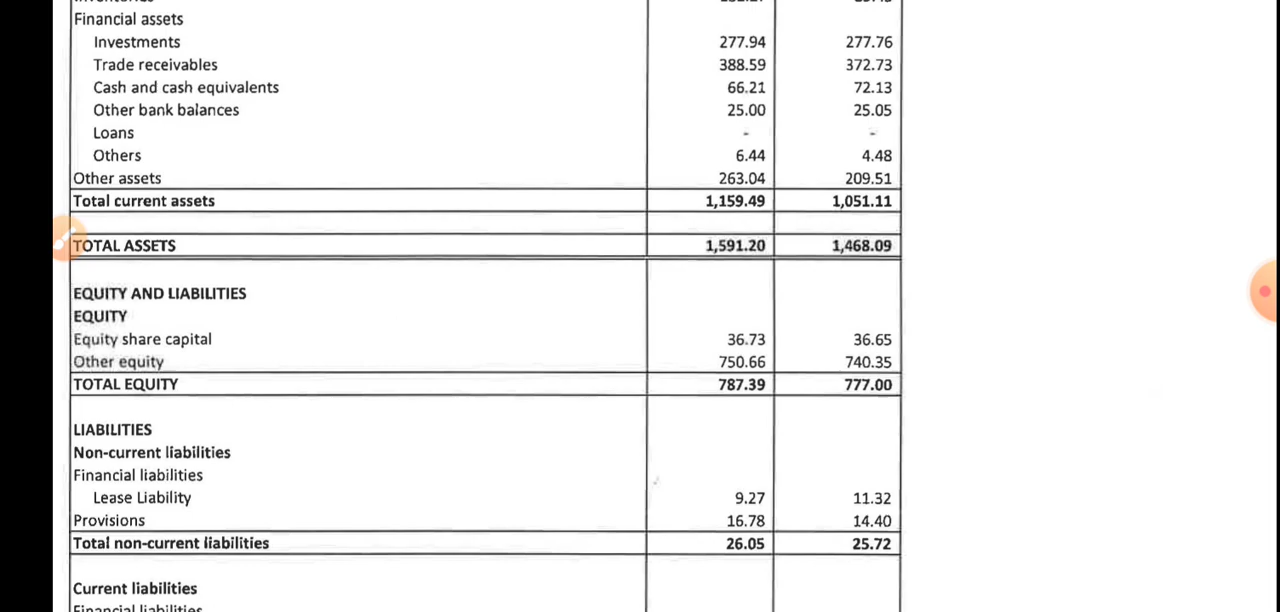 Financial assets
Investments 277.94 277.76
Trade receivables 388.59 372.73
Cash and cash equivalents 66.21 72.13
Other bank balances 25.00 25.05
Loans - -
Others 6.44 4.48
Other assets 263.04 209.51
Total current assets 1,159.49 1,051.11
TOTAL ASSETS 1,591.20 1,468.09
EQUITY AND LIABILITIES
EQUITY
Equity share capital 36.73 36.65
Other equity 750.66 740.35
TOTAL EQUITY 787.39 777.00
LIABILITIES
Non-current liabilities
Financial liabilities
Lease Liability 9.27 11.32
Provisions 16.78 14.40
Total non-current liabilities 26.05 25.72
Current liabilities
Financial liabilities